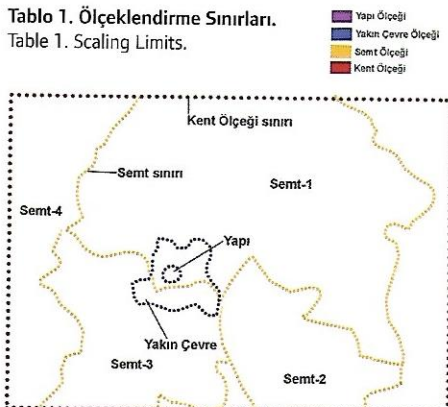 Tablo 1. Ölçeklendirme Sınırları.
Table 1. Scaling Limits.
Yapı Ölçeği
Yakın Çevre Ölçeği
Semt Ölçeği
Kent Ölçeği
Kent Ölçeği sınırı
Semt sınırı
Semt-1
Semt-4
Yapı
Yakın Çevre
Semt-3
Semt-2